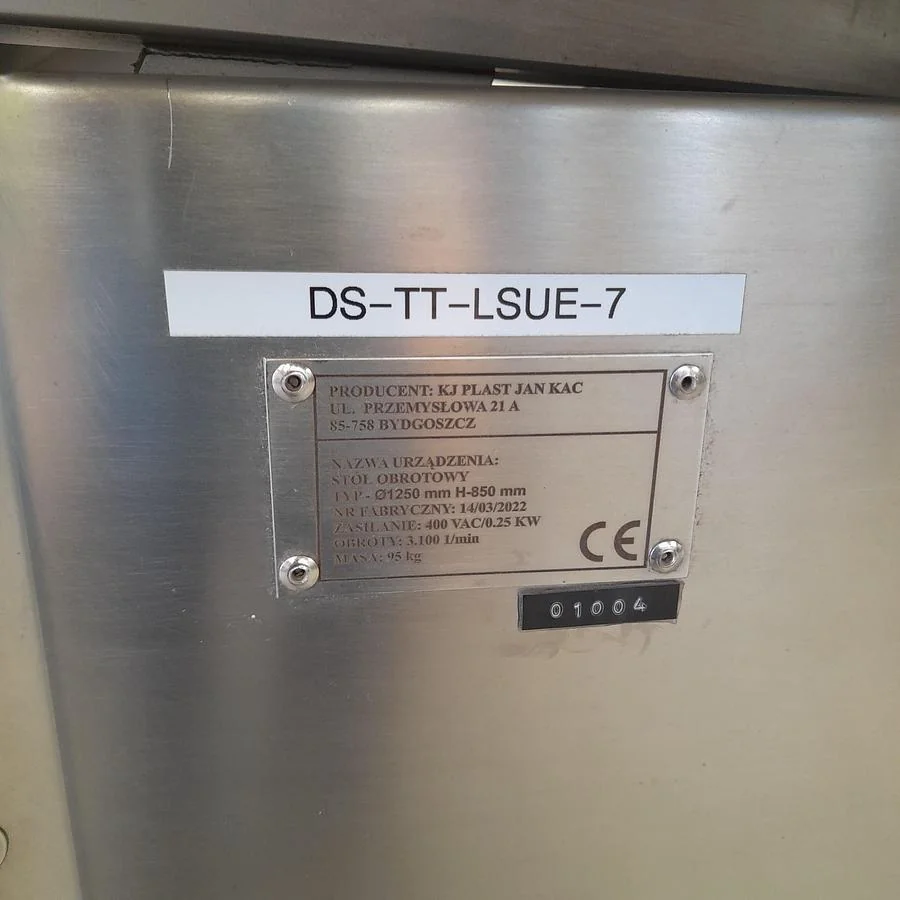 DS-TT-LSUE-7
PRODUCENT: KJ PLAST JAN KAC
UL. PRZEMYSŁOWA 21 A
85-758 BYDGOSZCZ
NAZWA URZĄDZENIA:
STÓŁ OBROTOWY
TYP - Ø1250 mm H-850 mm
NR FABRYCZNY: 14/03/2022
ZASILANIE: 400 VAC/0.25 KW
OBROTY: 3.100 1/min
MASA: 95 kg
CE
01004